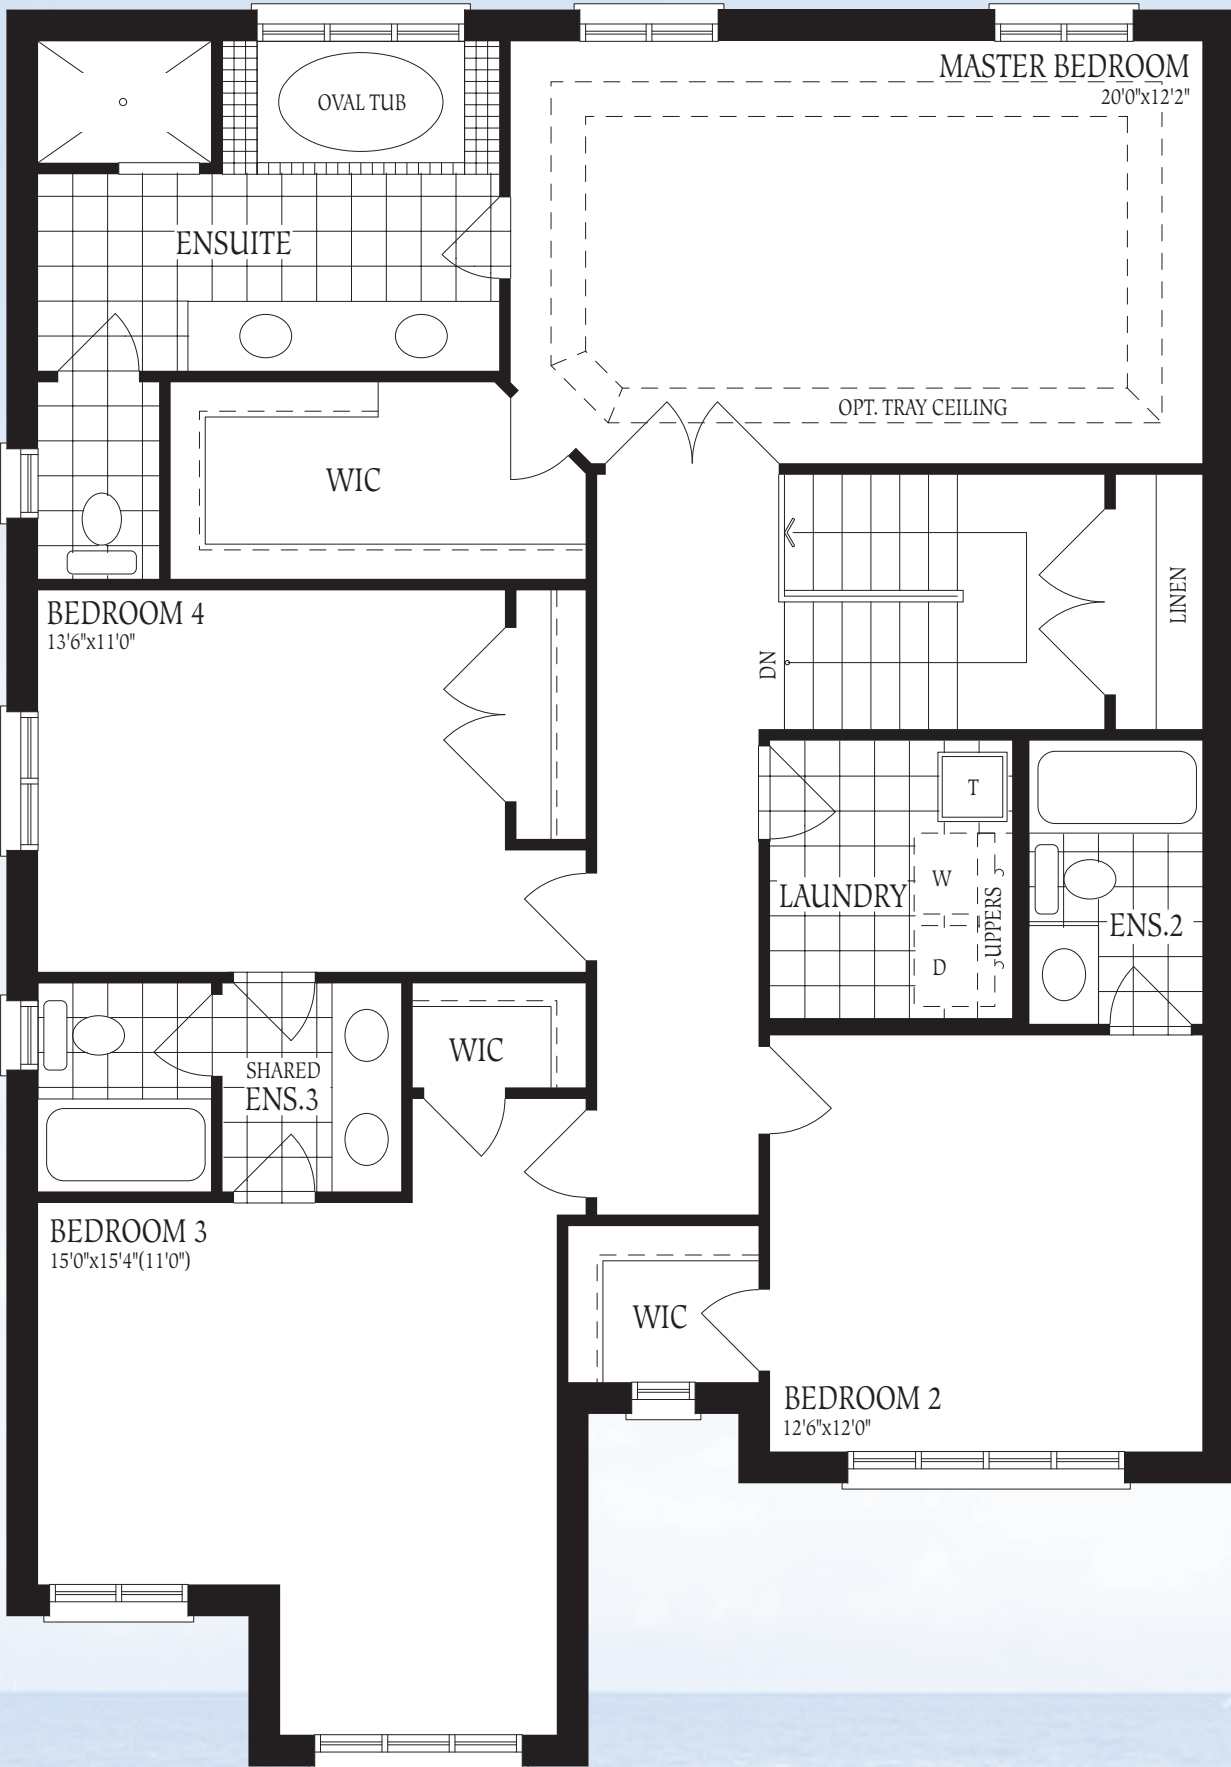 MASTER BEDROOM
20'0"x12'2"
OVAL TUB
ENSUITE
OPT. TRAY CEILING
WIC
LINEN
DN
BEDROOM 4
13'6"x11'0"
T
W
D
UPPERS
LAUNDRY
ENS.2
WIC
SHARED
ENS.3
BEDROOM 3
15'0"x15'4"(11'0")
WIC
BEDROOM 2
12'6"x12'0"